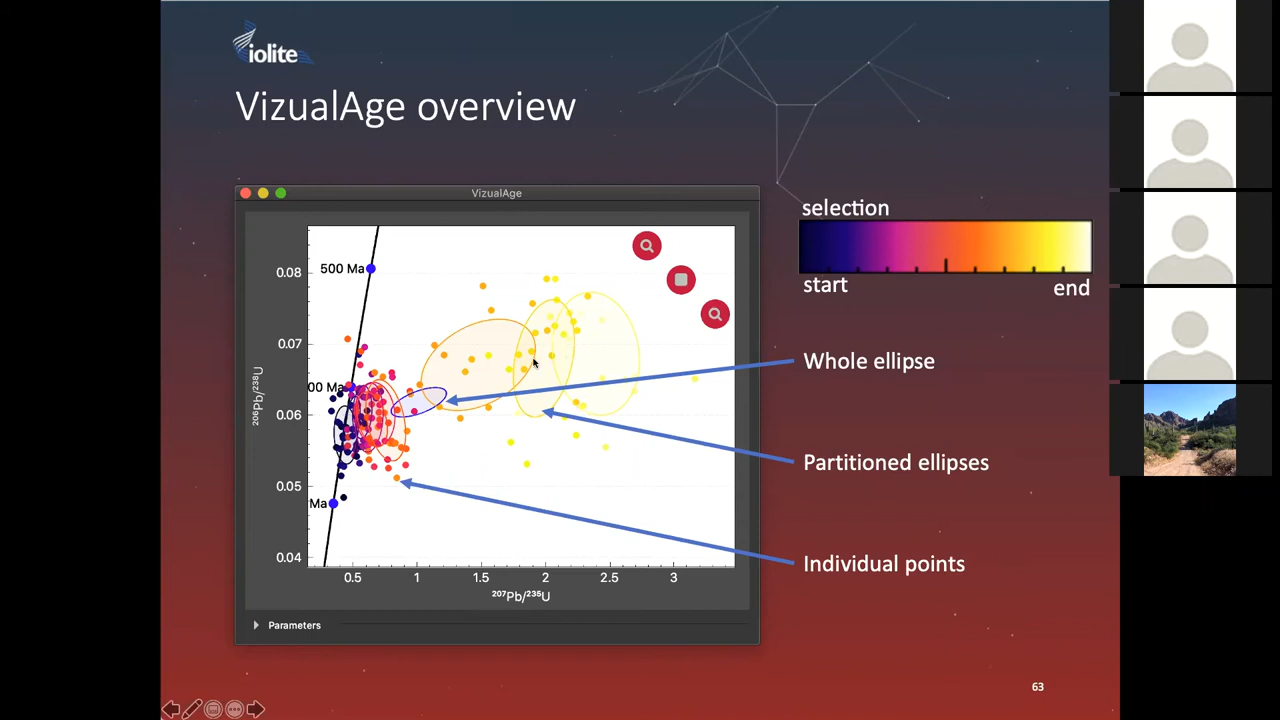 iolite
VizualAge overview
VizualAge
selection
start
end
500 Ma
00 Ma
Ma
0.08
0.07
0.06
0.05
0.04
²⁰⁶Pb/²³⁸U
0.5
1
1.5
2
2.5
3
²⁰⁷Pb/²³⁵U
Whole ellipse
Partitioned ellipses
Individual points
Parameters
63